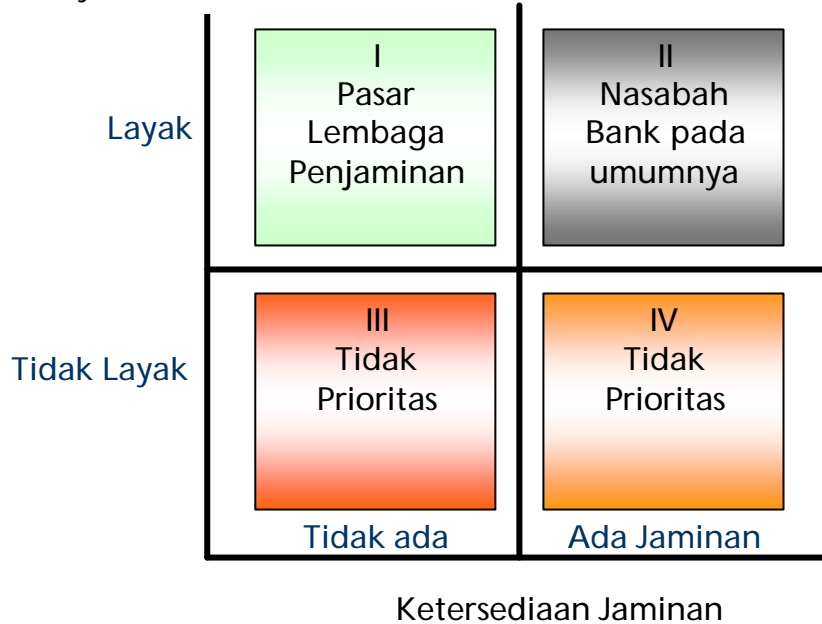 I
Pasar
Lembaga
Penjaminan
II
Nasabah
Bank pada
umumnya
Layak
III
Tidak
Prioritas
IV
Tidak
Prioritas
Tidak Layak
Tidak ada
Ada Jaminan
Ketersediaan Jaminan